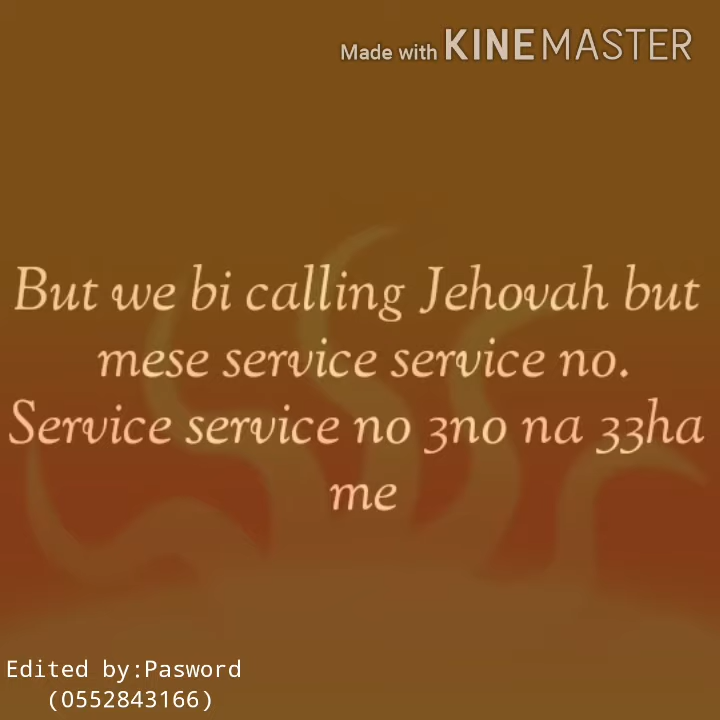 Made with KINEMASTER
But we bi calling Jehovah but
mese service service no.
Service service no 3no na 33ha
me
Edited by:Pasword
(0552843166)